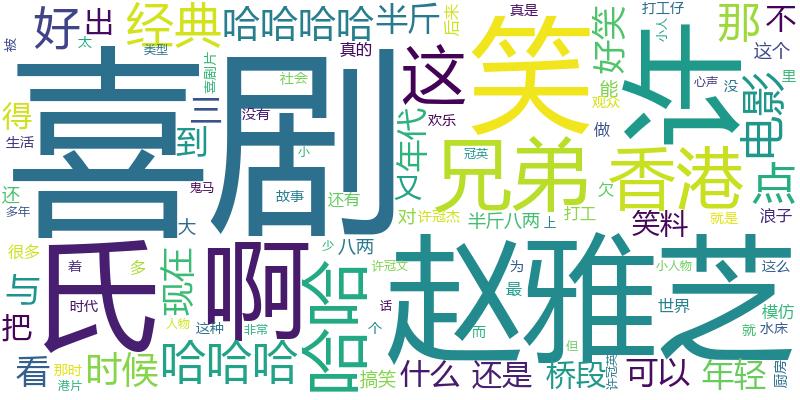 好 出 经典 哈哈哈哈 半斤 后来 真是 打工仔 那 不
被 太 类型 喜剧片 真的 好笑 小人 这个
喜剧 这 笑 许 电影
得 三 社会 没有 能 观众 心声 没 里
生活 到 欢乐 做
还 鬼马 小 又 年代 兄弟 冠英 香港 点
多年 故事 还有 欠
大 对 许冠杰 半斤八两 打工 上 笑料 就是 浪子
很多 氏 啊 少 八两
着 多 现在 哈哈 许冠文 赵雅芝 为 小人物 这么
与 时代 话 最 世界 模仿
把 人物 这种 非常 个 而 但 就 水床
看 那时 时候 哈哈哈 搞笑 什么 还是 桥段 许冠英 可以 年轻 厨房
港片